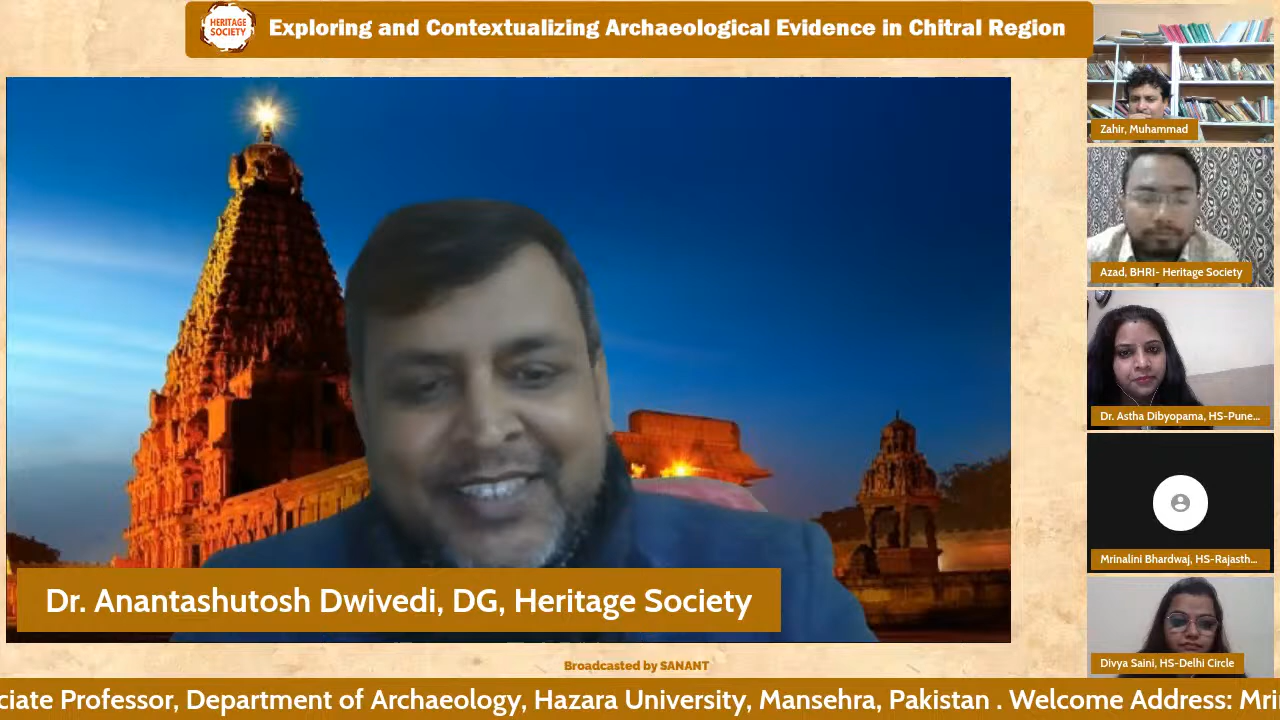 HERITAGE
SOCIETY
Exploring and Contextualizing Archaeological Evidence in Chitral Region
Zahir, Muhammad
Azad, BHRI- Heritage Society
Dr. Astha Dibyopama, HS-Pune...
Mrinalini Bhardwaj, HS-Rajasth...
Divya Saini, HS-Delhi Circle
Dr. Anantashutosh Dwivedi, DG, Heritage Society
Broadcasted by SANANT
ciate Professor, Department of Archaeology, Hazara University, Mansehra, Pakistan . Welcome Address: Mri